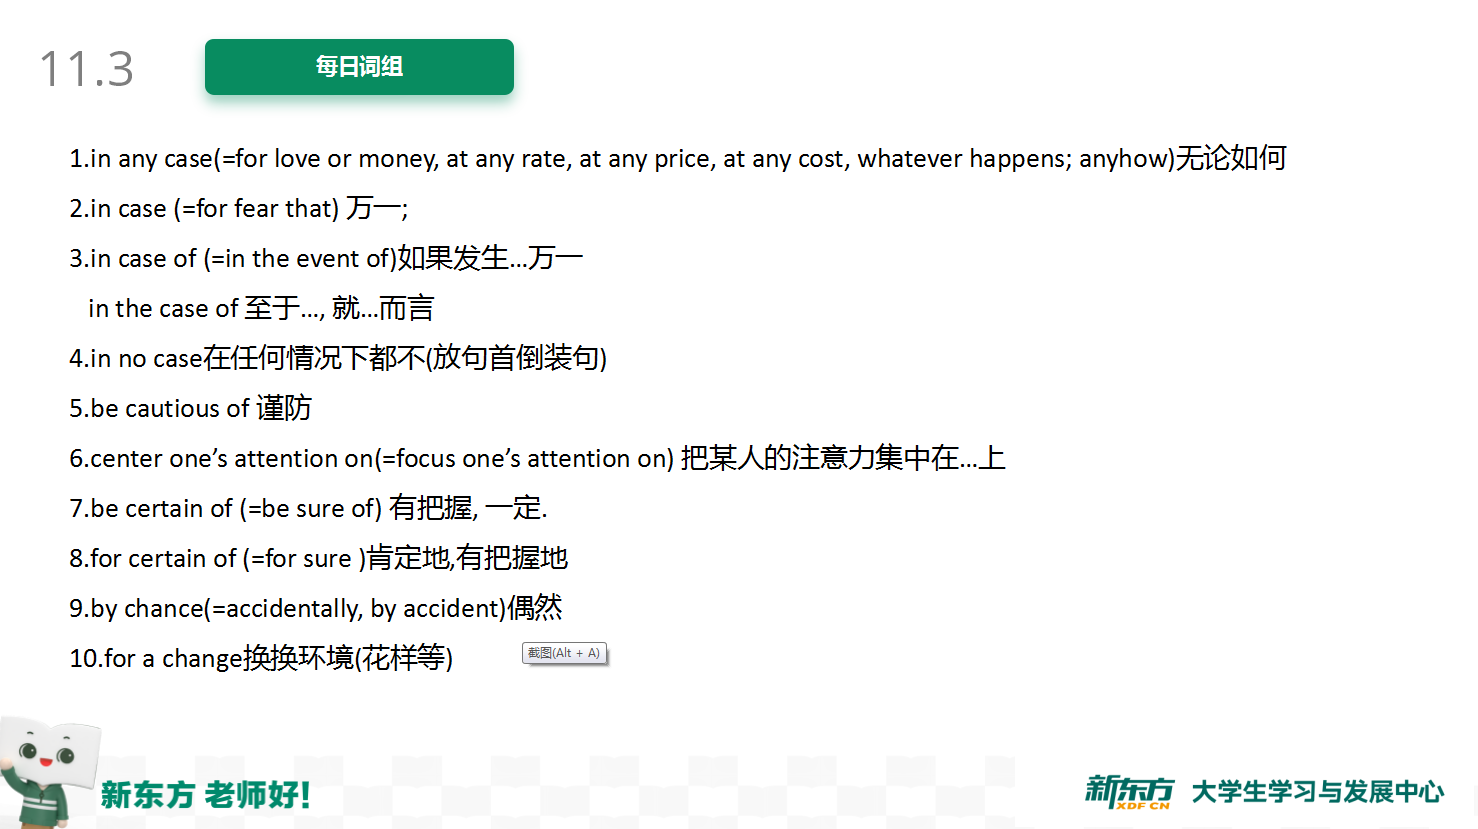 11.3
每日词组
1.in any case(=for love or money, at any rate, at any price, at any cost, whatever happens; anyhow)无论如何
2.in case (=for fear that) 万一;
3.in case of (=in the event of)如果发生...万一
in the case of 至于..., 就...而言
4.in no case在任何情况下都不(放句首倒装句)
5.be cautious of 谨防
6.center one’s attention on(=focus one’s attention on) 把某人的注意力集中在...上
7.be certain of (=be sure of) 有把握, 一定.
8.for certain of (=for sure )肯定地,有把握地
9.by chance(=accidentally, by accident)偶然
10.for a change换换环境(花样等)
截图(Alt + A)
新东方 老师好!
新东方 大学生学习与发展中心
XDF.CN